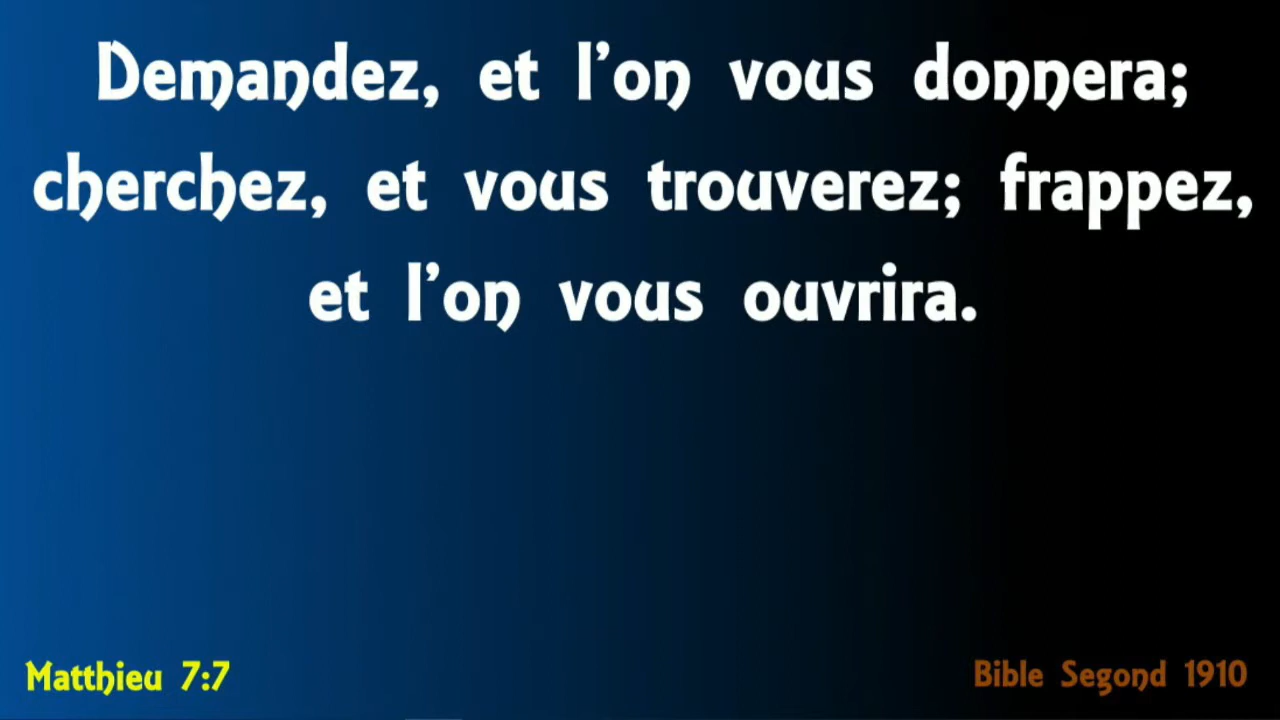 Demandez, et l'on vous donnera;
cherchez, et vous trouverez; frappez,
et l'on vous ouvrira.
Matthieu 7:7
Bible Segond 1910